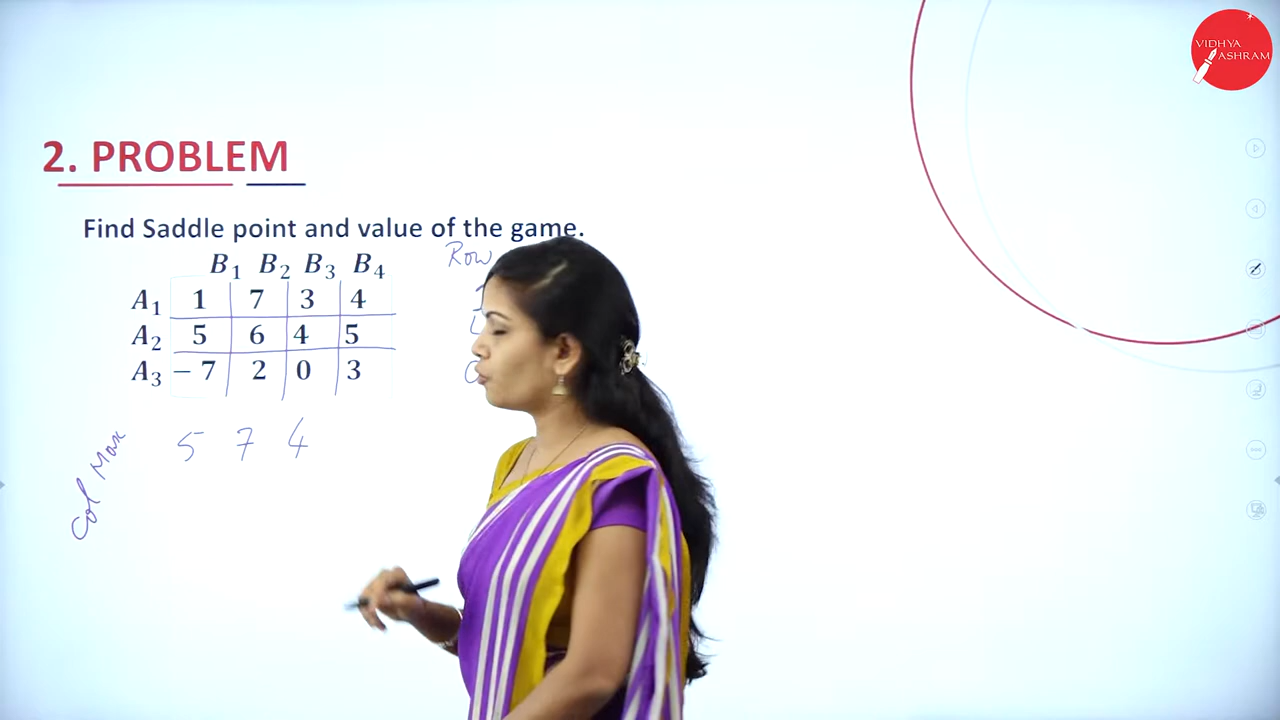 VIDHYA
ASHRAM
2. PROBLEM
Find Saddle point and value of the game.
Row
B1 B2 B3 B4
A1 1 7 3 4
A2 5 6 4 5
A3 – 7 2 0 3
Col Max 5 7 4